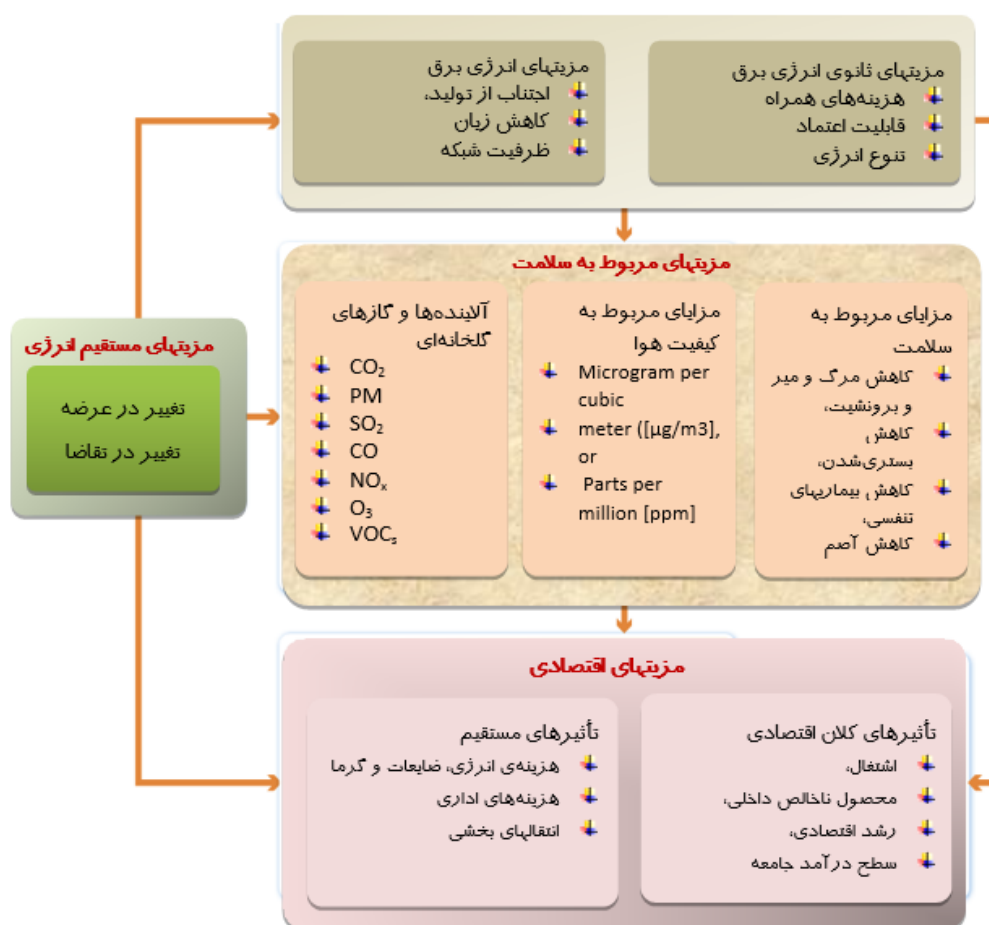 مزیتهای ثانوی انرژی برق
هزینه‌های همراه
قابلیت اعتماد
تنوع انرژی
مزیتهای انرژی برق
اجتناب از تولید،
کاهش زیان
ظرفیت شبکه
مزیتهای مستقیم انرژی
تغییر در عرضه
تغییر در تقاضا
مزیتهای مربوط به سلامت
مزایای مربوط به
سلامت
کاهش مرگ و میر
و برونشیت،
کاهش
بستری‌شدن،
کاهش بیماریهای
تنفسی،
کاهش آصم
مزایای مربوط به
کیفیت هوا
Microgram per
cubic
meter ([µg/m3],
or
Parts per
million [ppm]
آلاینده‌ها و گازهای
گلخانه‌ای
CO₂
PM
SO₂
CO
NOₓ
O₃
VOCₛ
مزیتهای اقتصادی
تأثیرهای کلان اقتصادی
اشتغال،
محصول ناخالص داخلی،
رشد اقتصادی،
سطح درآمد جامعه
تأثیرهای مستقیم
هزینه‌ی انرژی، ضایعات و گرما
هزینه‌های اداری
انتقالهای بخشی